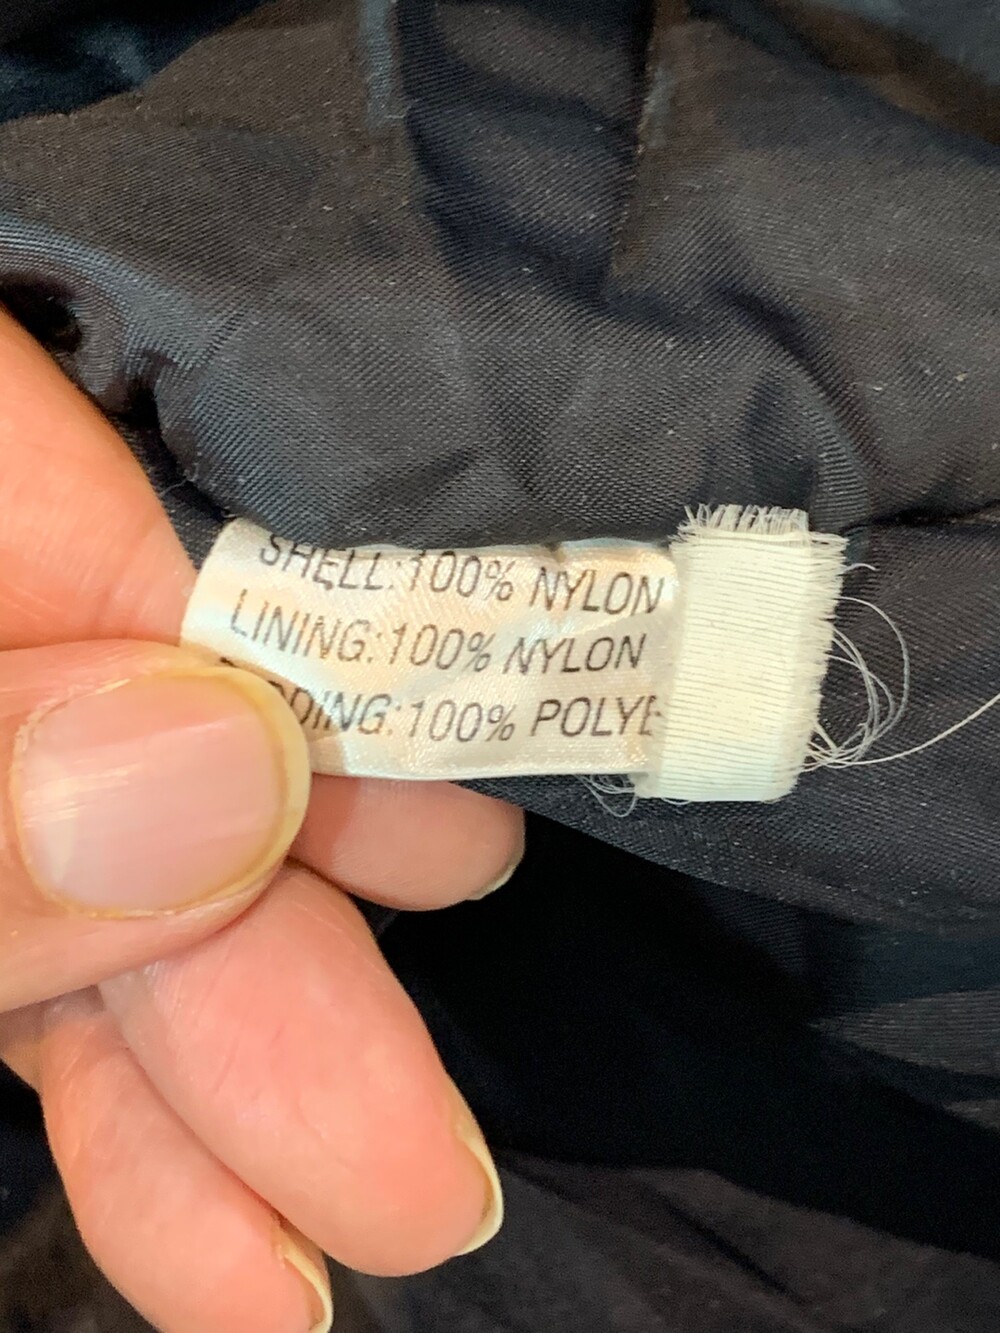 SHELL:100% NYLON
LINING:100% NYLON
DDING:100% POLYE